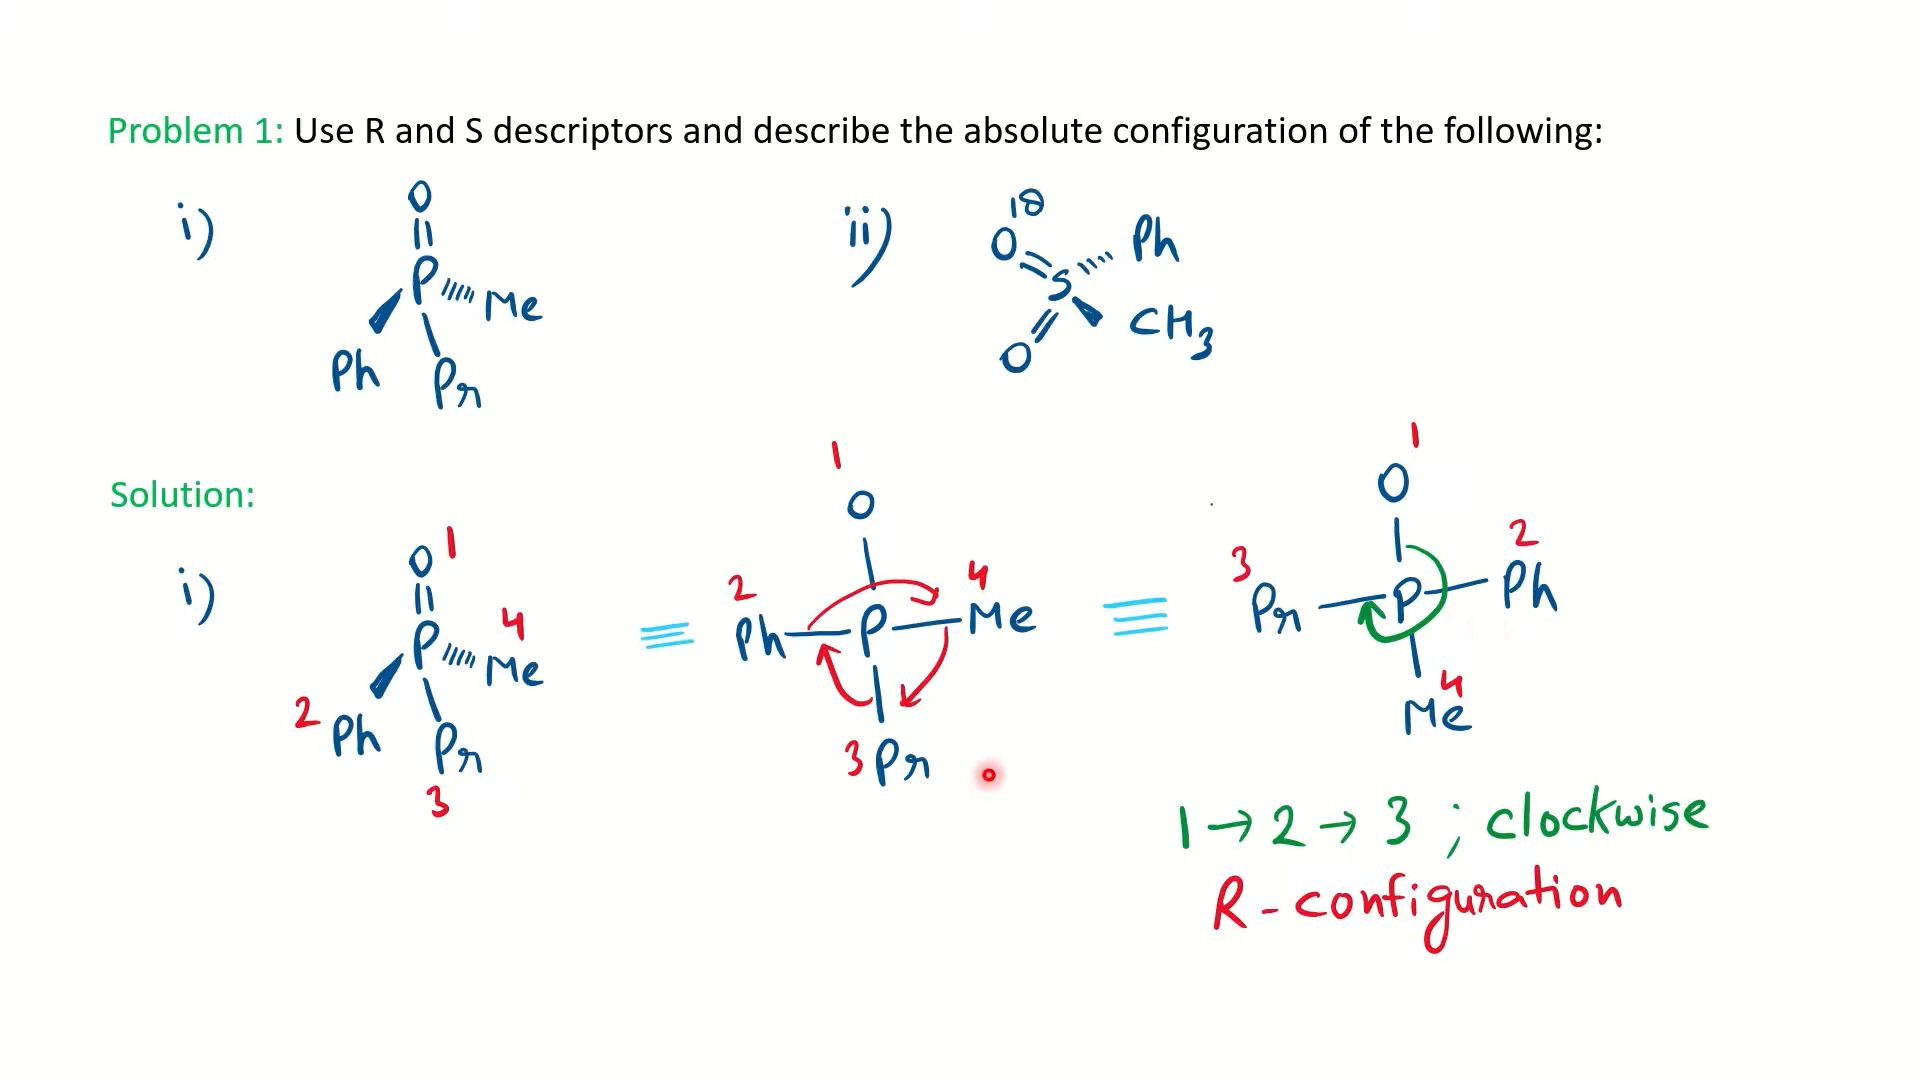 Problem 1: Use R and S descriptors and describe the absolute configuration of the following:
i)
O
P
Me
Ph
Pr
ii)
18
O
S
Ph
CH3
O
Solution:
i)
O 1
P
Me 4
2 Ph
Pr
3
≡
1
O
2
Ph P Me
4
3 Pr
≡
1
O
3
Pr P Ph
2
4
Me
1 → 2 → 3 ; clockwise
R - configuration